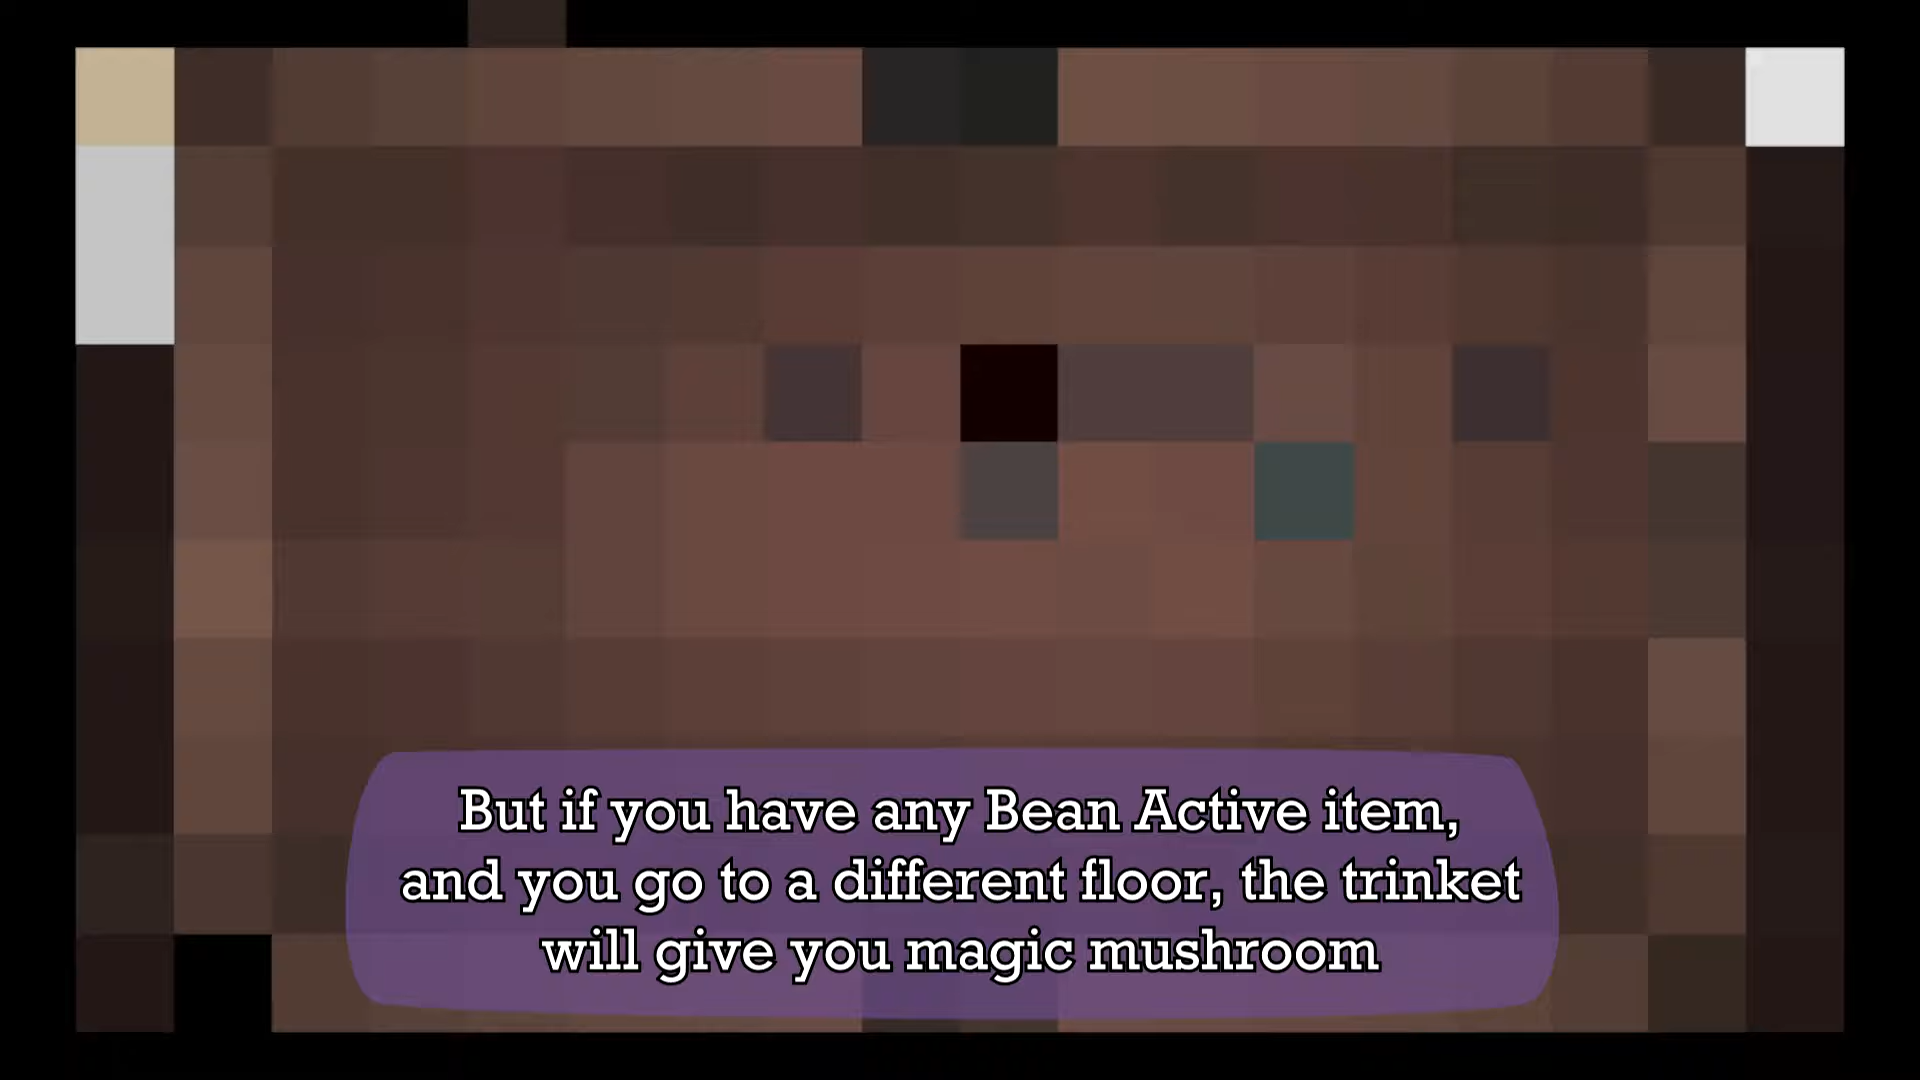 But if you have any Bean Active item,
and you go to a different floor, the trinket
will give you magic mushroom